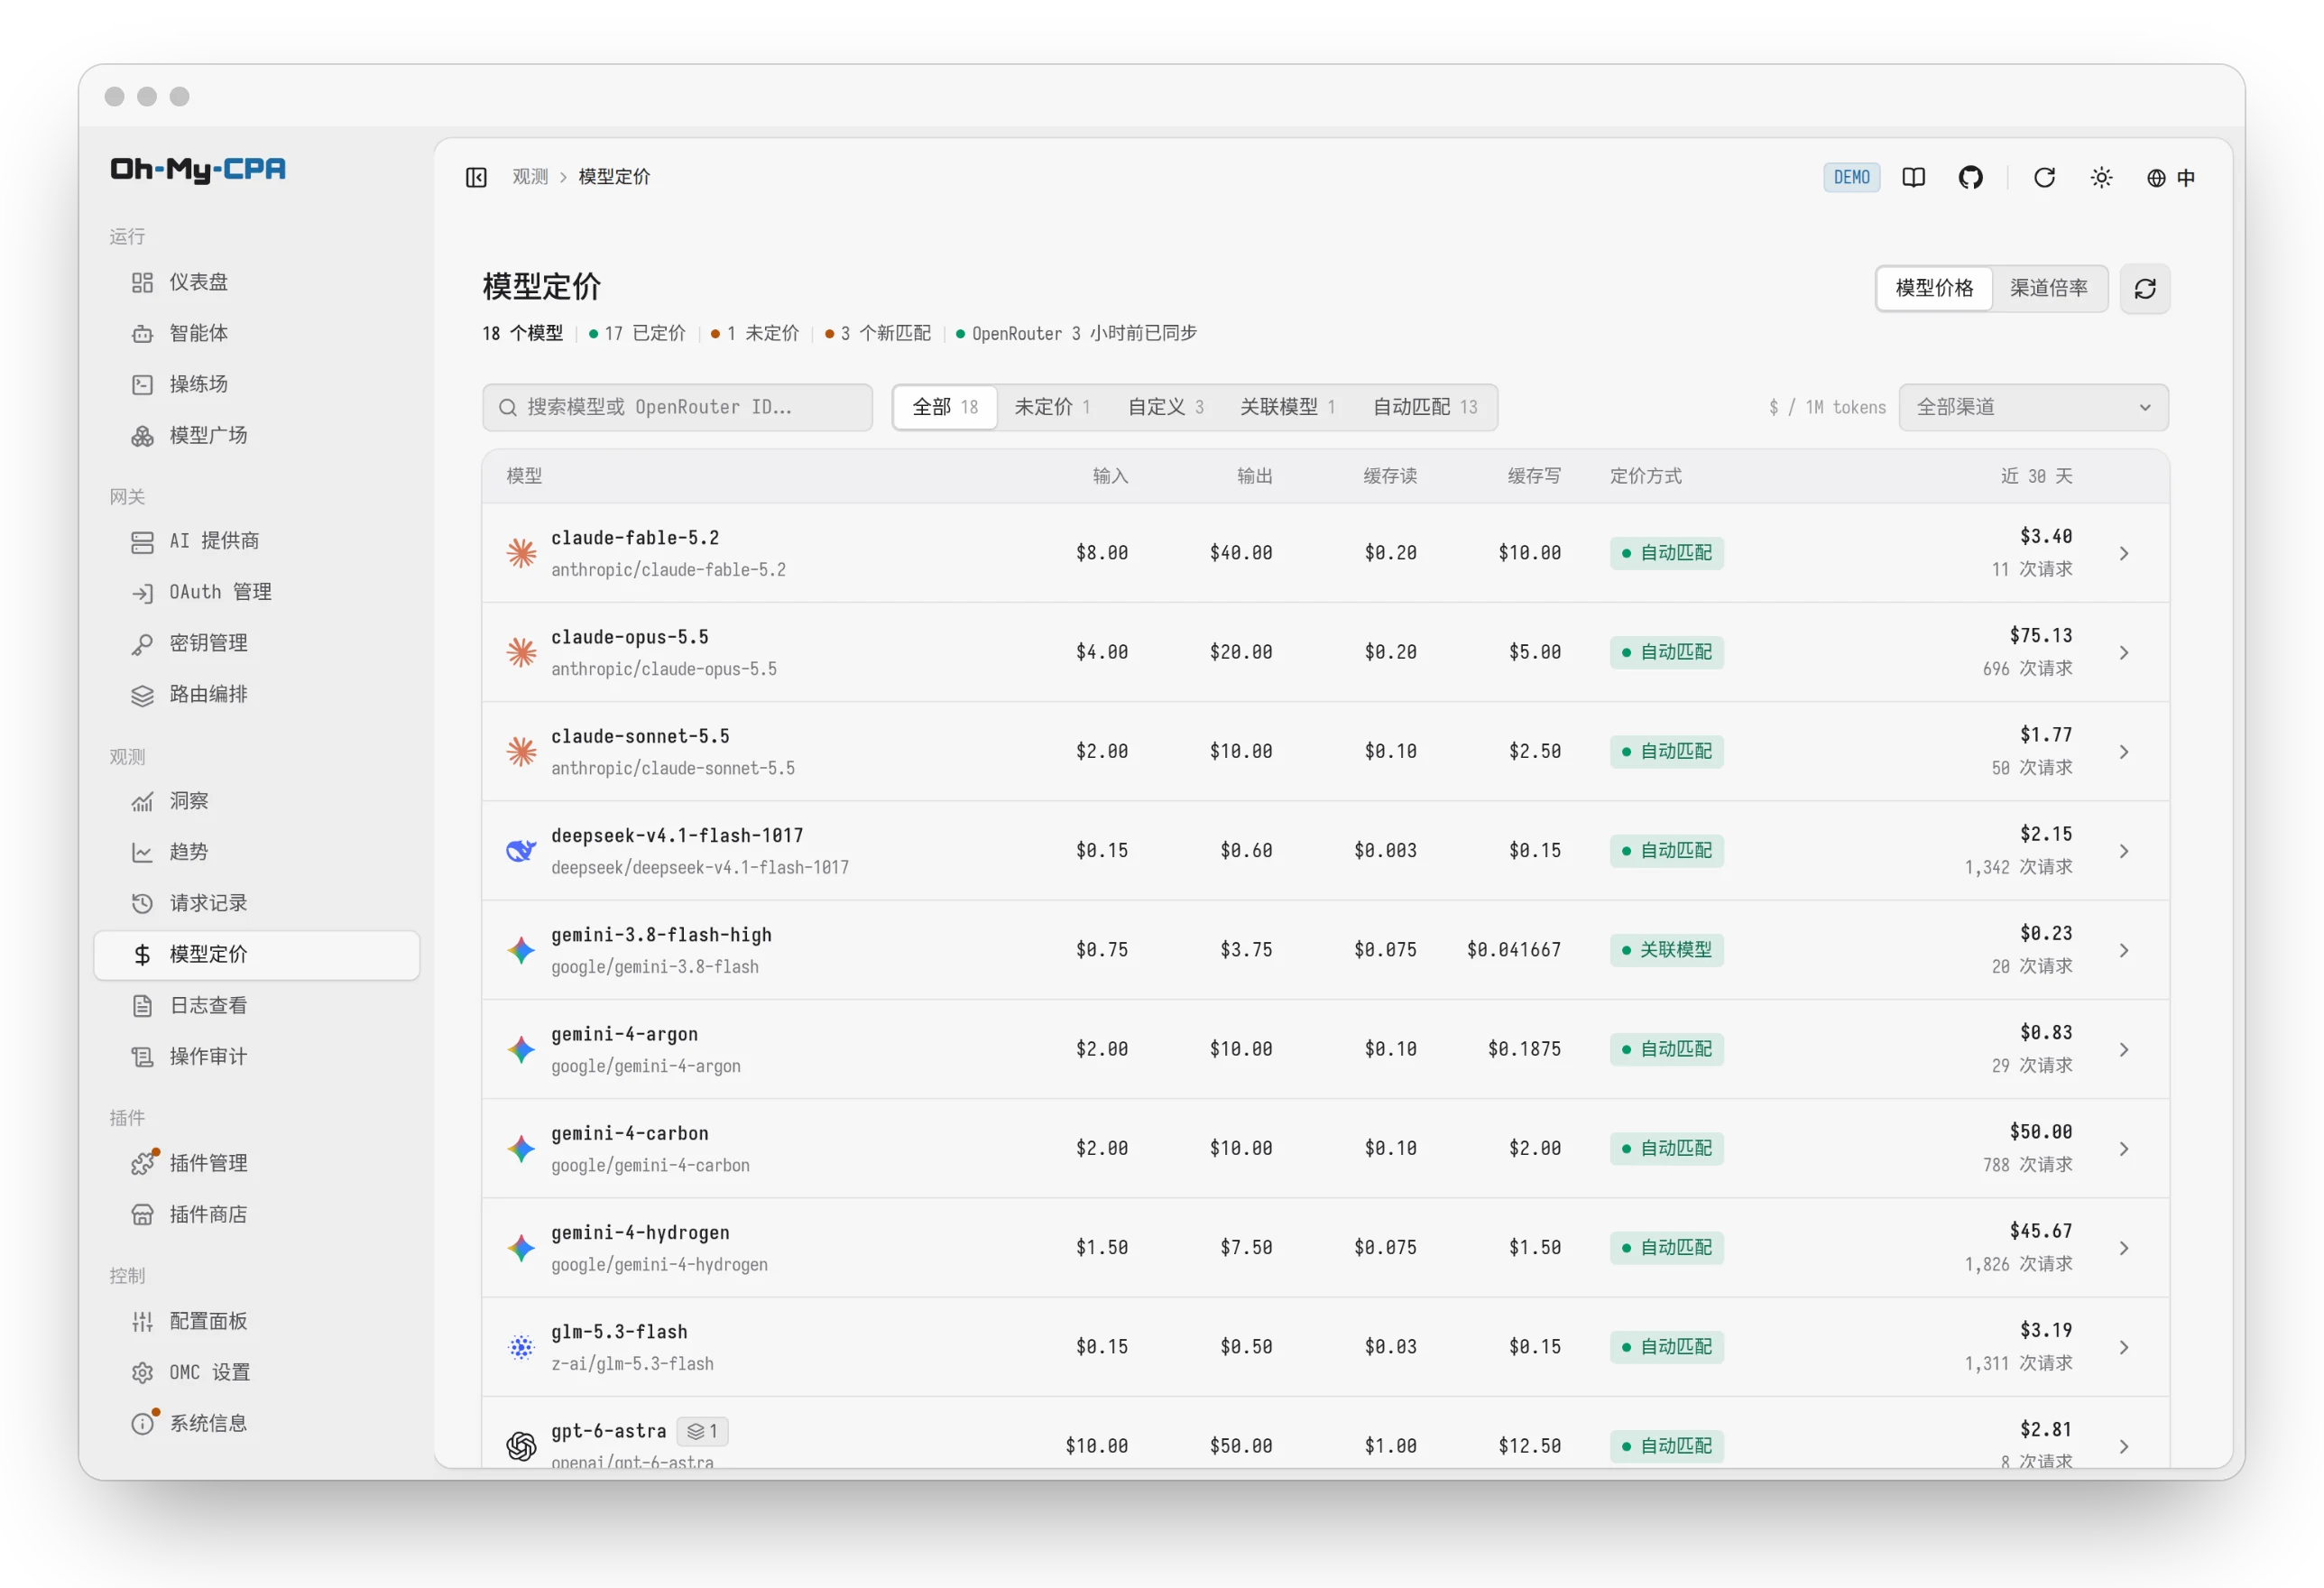 Oh-My-CPA
运行
仪表盘
智能体
操练场
模型广场
网关
AI 提供商
OAuth 管理
密钥管理
路由编排
观测
洞察
趋势
请求记录
模型定价
日志查看
操作审计
插件
插件管理
插件商店
控制
配置面板
OMC 设置
系统信息
观测 > 模型定价
DEMO
中
模型定价
模型价格 渠道倍率
18 个模型 17 已定价 1 未定价 3 个新匹配 OpenRouter 3 小时前已同步
搜索模型或 OpenRouter ID...
全部 18 未定价 1 自定义 3 关联模型 1 自动匹配 13
$ / 1M tokens 全部渠道
模型 输入 输出 缓存读 缓存写 定价方式 近 30 天
claude-fable-5.2
anthropic/claude-fable-5.2
$8.00 $40.00 $0.20 $10.00 自动匹配
$3.40
11 次请求
claude-opus-5.5
anthropic/claude-opus-5.5
$4.00 $20.00 $0.20 $5.00 自动匹配
$75.13
696 次请求
claude-sonnet-5.5
anthropic/claude-sonnet-5.5
$2.00 $10.00 $0.10 $2.50 自动匹配
$1.77
50 次请求
deepseek-v4.1-flash-1017
deepseek/deepseek-v4.1-flash-1017
$0.15 $0.60 $0.003 $0.15 自动匹配
$2.15
1,342 次请求
gemini-3.8-flash-high
google/gemini-3.8-flash
$0.75 $3.75 $0.075 $0.041667 关联模型
$0.23
20 次请求
gemini-4-argon
google/gemini-4-argon
$2.00 $10.00 $0.10 $0.1875 自动匹配
$0.83
29 次请求
gemini-4-carbon
google/gemini-4-carbon
$2.00 $10.00 $0.10 $2.00 自动匹配
$50.00
788 次请求
gemini-4-hydrogen
google/gemini-4-hydrogen
$1.50 $7.50 $0.075 $1.50 自动匹配
$45.67
1,826 次请求
glm-5.3-flash
z-ai/glm-5.3-flash
$0.15 $0.50 $0.03 $0.15 自动匹配
$3.19
1,311 次请求
gpt-6-astra 1
openai/gpt-6-astra
$10.00 $50.00 $1.00 $12.50 自动匹配
$2.81
8 次请求